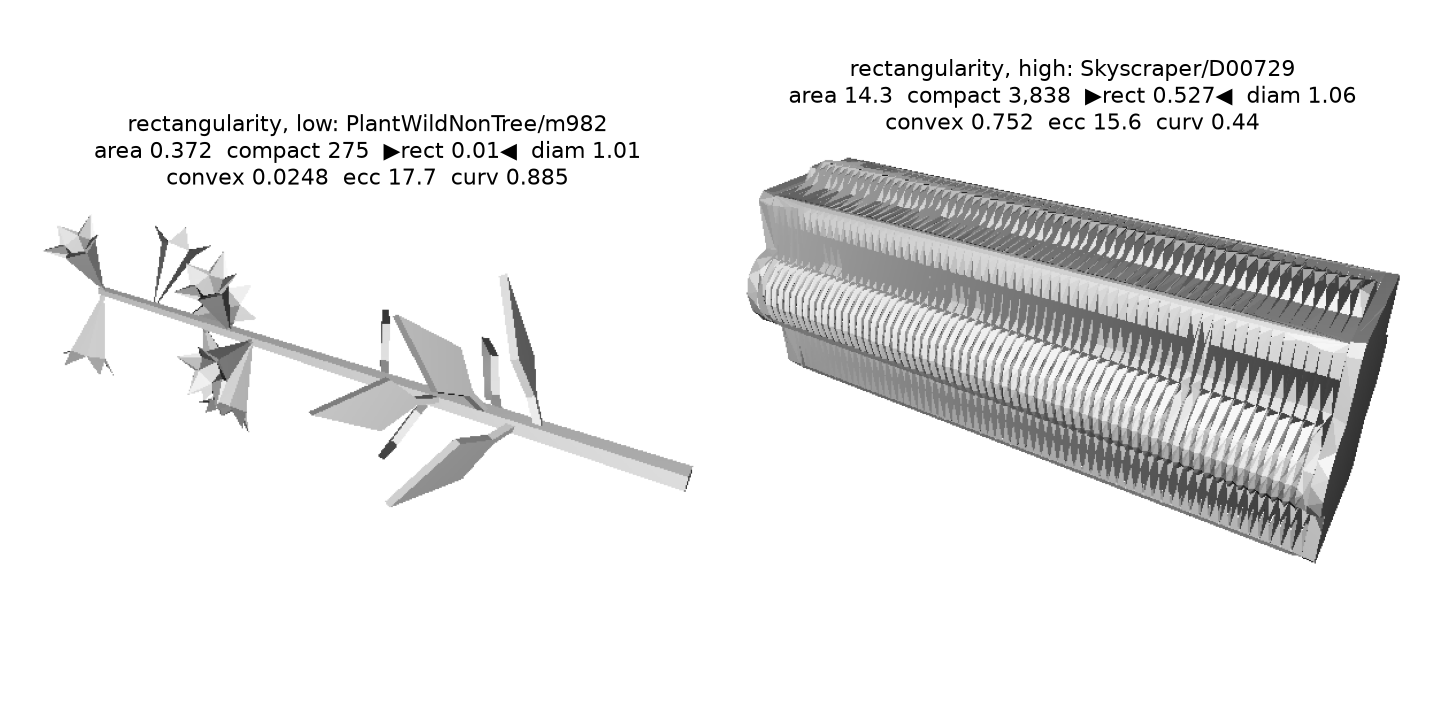 rectangularity, low: PlantWildNonTree/m982
area 0.372  compact 275  ▶rect 0.01◀  diam 1.01
convex 0.0248  ecc 17.7  curv 0.885
rectangularity, high: Skyscraper/D00729
area 14.3  compact 3,838  ▶rect 0.527◀  diam 1.06
convex 0.752  ecc 15.6  curv 0.44